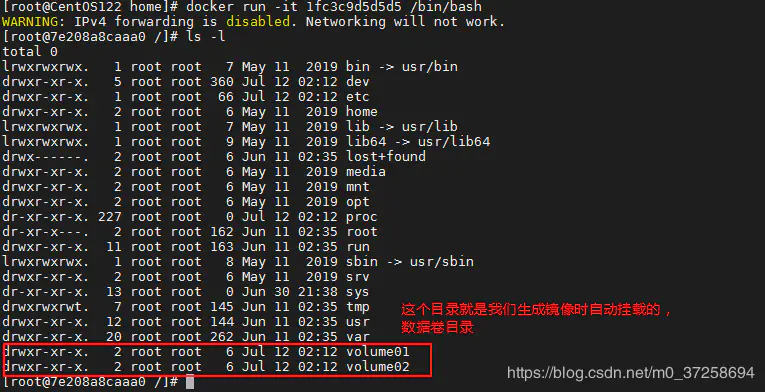 [root@CentOS122 home]# docker run -it 1fc3c9d5d5d5 /bin/bash
WARNING: IPv4 forwarding is disabled. Networking will not work.
[root@7e208a8caaa0 /]# ls -l
total 0
lrwxrwxrwx.   1 root root   7 May 11  2019 bin -> usr/bin
drwxr-xr-x.   5 root root 360 Jul 12 02:12 dev
drwxr-xr-x.   1 root root  66 Jul 12 02:12 etc
drwxr-xr-x.   2 root root   6 May 11  2019 home
lrwxrwxrwx.   1 root root   7 May 11  2019 lib -> usr/lib
lrwxrwxrwx.   1 root root   9 May 11  2019 lib64 -> usr/lib64
drwx------.   2 root root   6 Jun 11 02:35 lost+found
drwxr-xr-x.   2 root root   6 May 11  2019 media
drwxr-xr-x.   2 root root   6 May 11  2019 mnt
drwxr-xr-x.   2 root root   6 May 11  2019 opt
dr-xr-xr-x. 227 root root   0 Jul 12 02:12 proc
dr-xr-x---.   2 root root 162 Jun 11 02:35 root
drwxr-xr-x.  11 root root 163 Jun 11 02:35 run
lrwxrwxrwx.   1 root root   8 May 11  2019 sbin -> usr/sbin
drwxr-xr-x.   2 root root   6 May 11  2019 srv
dr-xr-xr-x.  13 root root   0 Jun 30 21:38 sys
drwxrwxrwt.   7 root root 145 Jun 11 02:35 tmp
drwxr-xr-x.  12 root root 144 Jun 11 02:35 usr
drwxr-xr-x.  20 root root 262 Jun 11 02:35 var
这个目录就是我们生成镜像时自动挂载的，
数据卷目录
drwxr-xr-x.   2 root root   6 Jul 12 02:12 volume01
drwxr-xr-x.   2 root root   6 Jul 12 02:12 volume02
[root@7e208a8caaa0 /]#
https://blog.csdn.net/m0_37258694